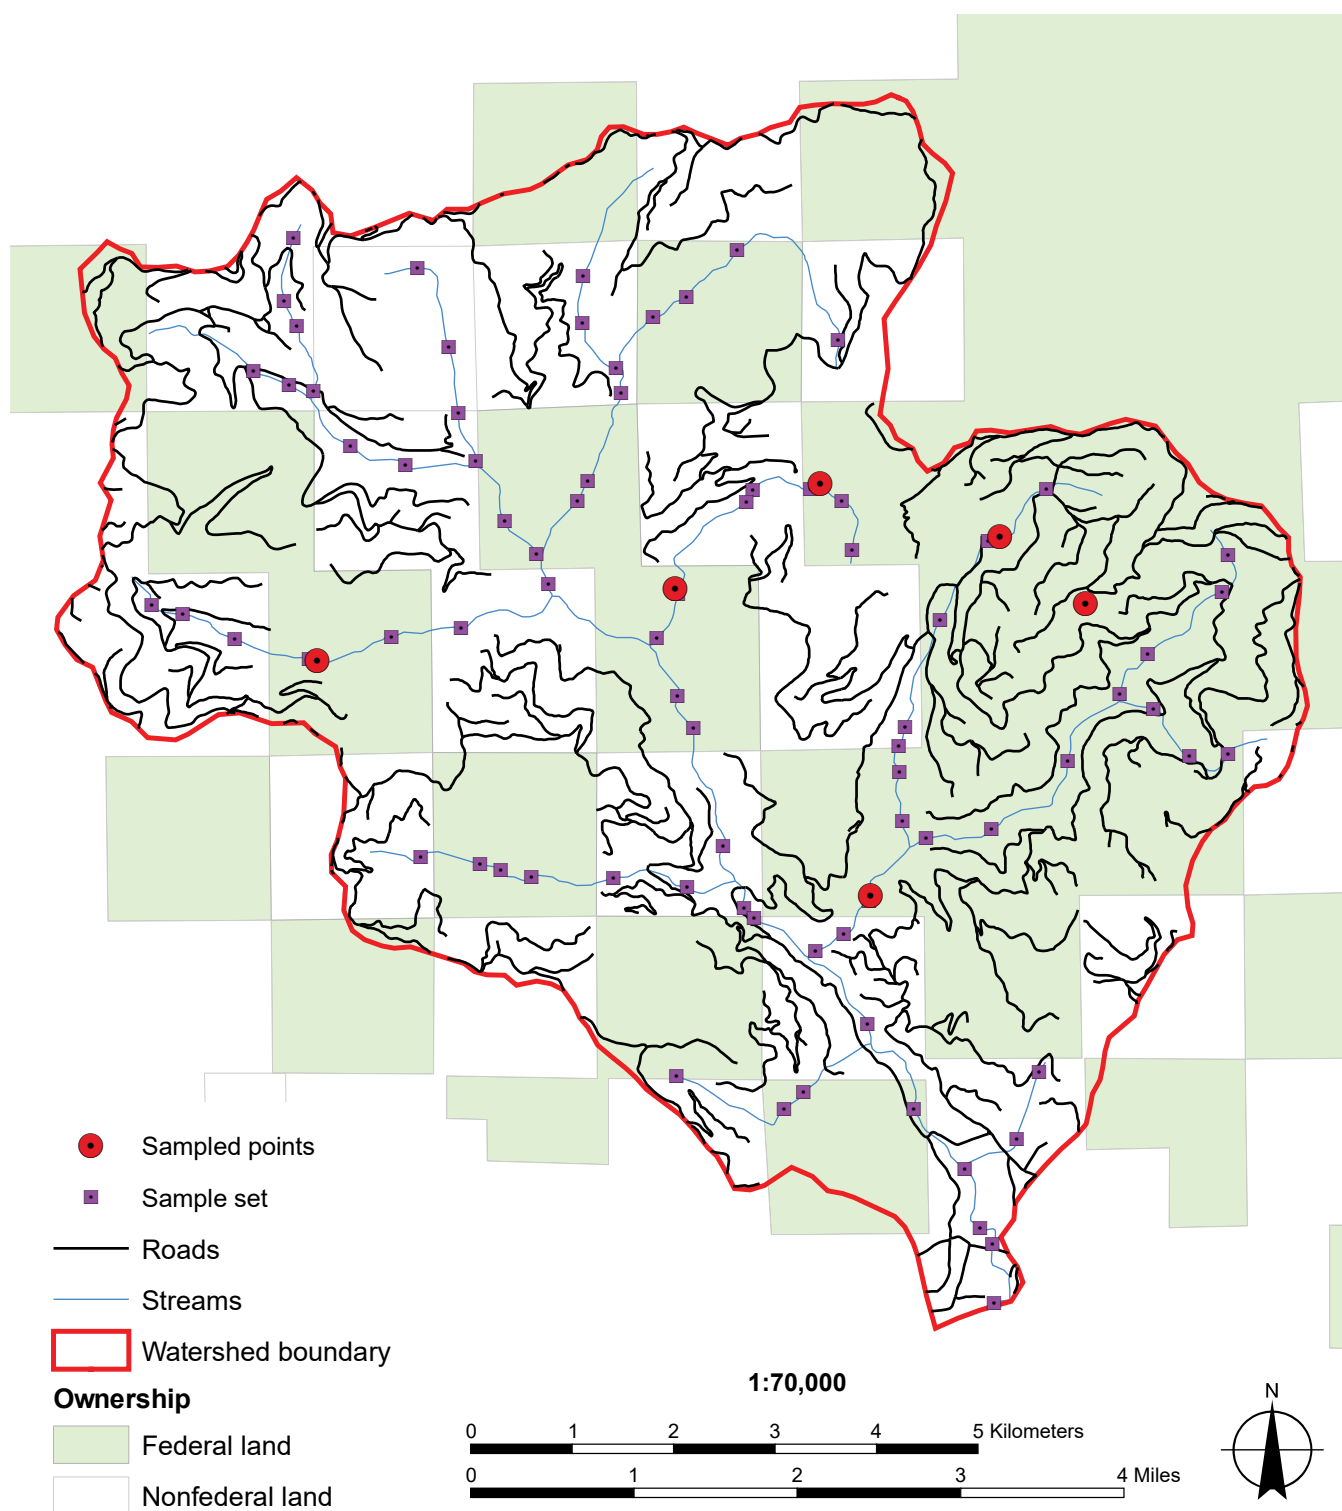 Sampled points
Sample set
Roads
Streams
Watershed boundary
Ownership
Federal land
Nonfederal land
1:70,000
0 1 2 3 4 5 Kilometers
0 1 2 3 4 Miles
N